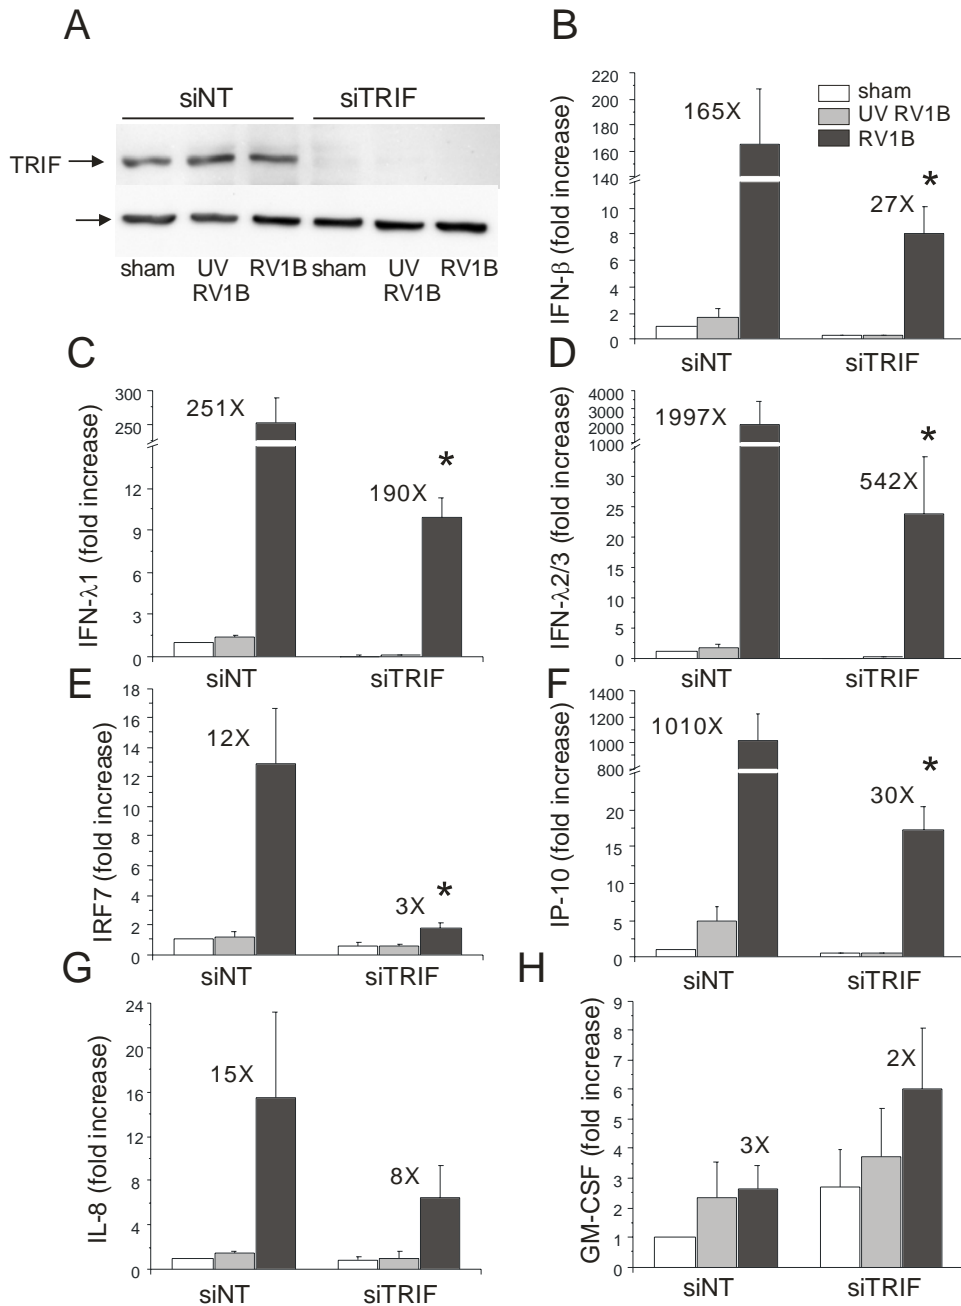 A
siNT siTRIF
TRIF
sham UV RV1B sham UV RV1B
RV1B RV1B
B
220
200
180
160
140
10
8
6
4
2
0
IFN-β (fold increase)
165X
27X
*
sham
UV RV1B
RV1B
siNT siTRIF
C
300
250
12
9
6
3
0
IFN-λ1 (fold increase)
251X
190X
*
siNT siTRIF
D
4000
3000
2000
1000
30
25
20
15
10
5
0
IFN-λ2/3 (fold increase)
1997X
542X
*
siNT siTRIF
E
18
16
14
12
10
8
6
4
2
0
IRF7 (fold increase)
12X
3X
*
siNT siTRIF
F
1400
1200
1000
800
20
15
10
5
0
IP-10 (fold increase)
1010X
30X
*
siNT siTRIF
G
24
20
16
12
8
4
0
IL-8 (fold increase)
15X
8X
siNT siTRIF
H
9
8
7
6
5
4
3
2
1
0
GM-CSF (fold increase)
3X
2X
siNT siTRIF